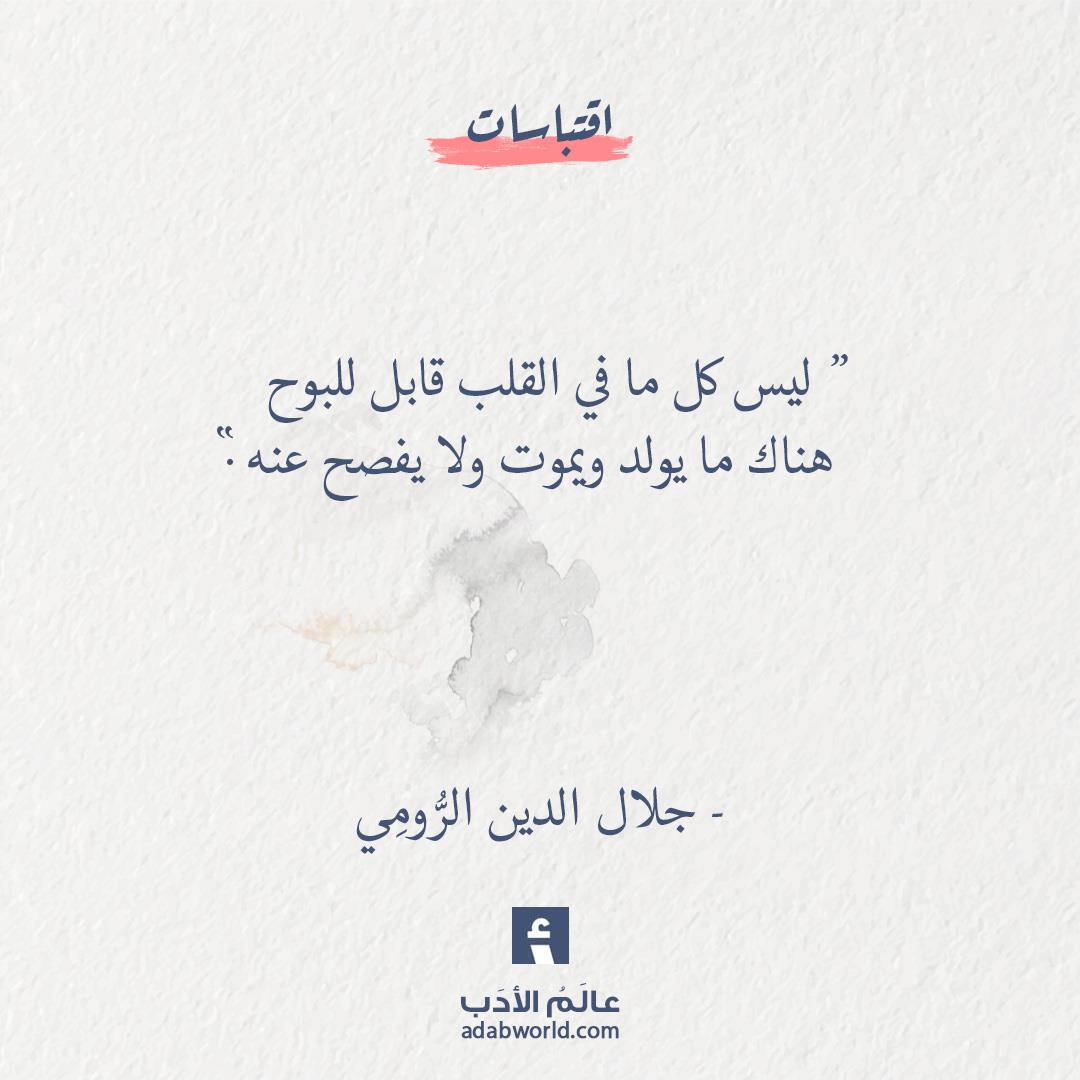 اقتباسات
” ليس كل ما في القلب قابل للبوح
هناك ما يولد ويموت ولا يفصح عنه .“
- جلال الدين الرُّومِي
أ
عالَمُ الأدَب
adabworld.com